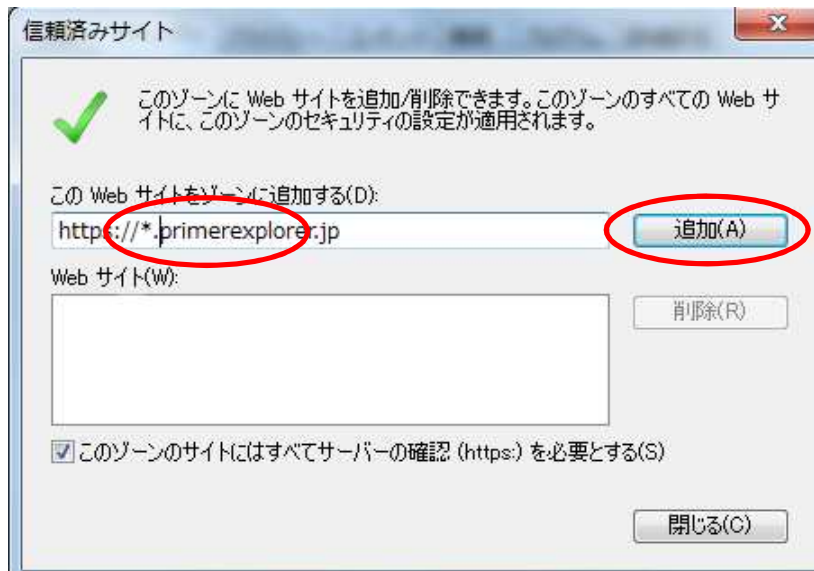 信頼済みサイト
このゾーンに Web サイトを追加/削除できます。このゾーンのすべての Web サ
イトに、このゾーンのセキュリティの設定が適用されます。
この Web サイトをゾーンに追加する(D):
https://*.primerexplorer.jp
追加(A)
Web サイト(W):
削除(R)
このゾーンのサイトにはすべてサーバーの確認 (https:) を必要とする(S)
閉じる(C)